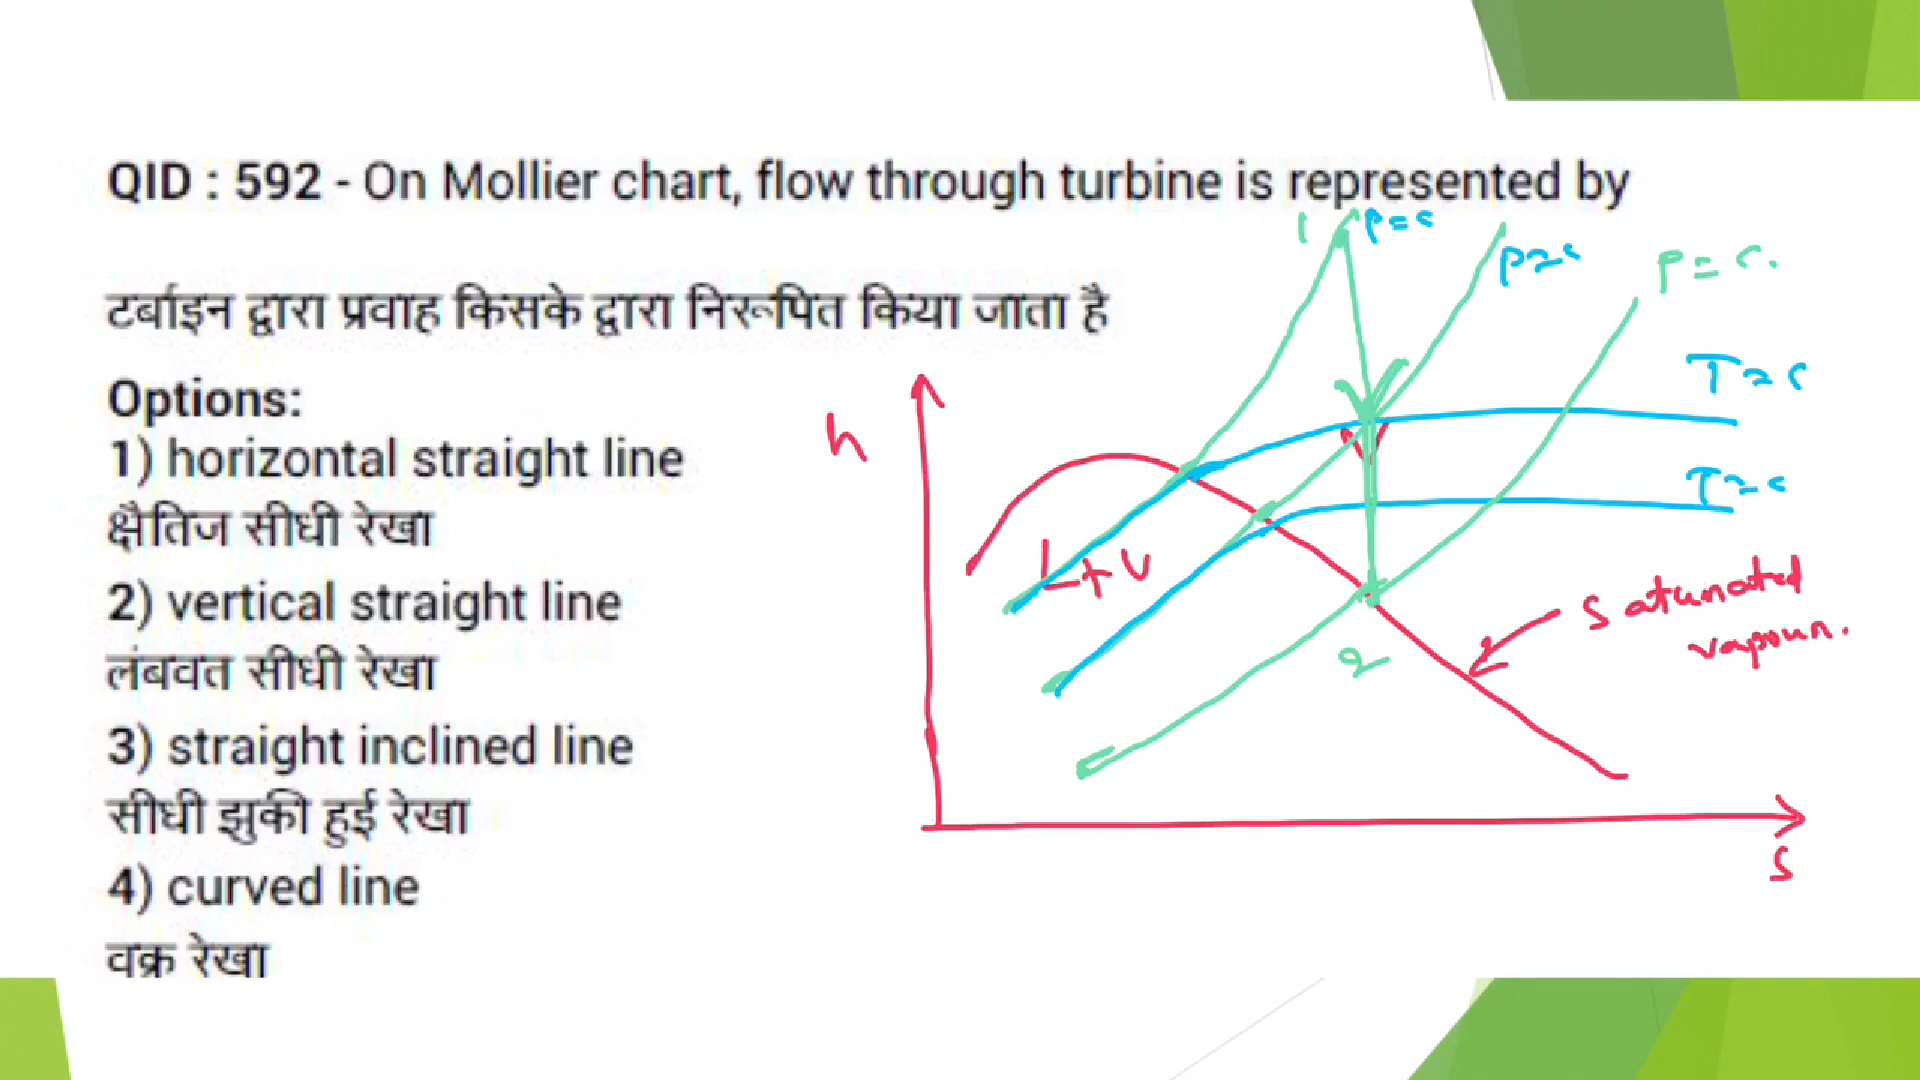 QID : 592 - On Mollier chart, flow through turbine is represented by
1 P=c
P=c
P=c.
टर्बाइन द्वारा प्रवाह किसके द्वारा निरूपित किया जाता है
T=c
Options:
h
1) horizontal straight line
T=c
क्षैतिज सीधी रेखा
L+V
2) vertical straight line
saturated
vapour.
2
लंबवत सीधी रेखा
3) straight inclined line
सीधी झुकी हुई रेखा
s
4) curved line
वक्र रेखा